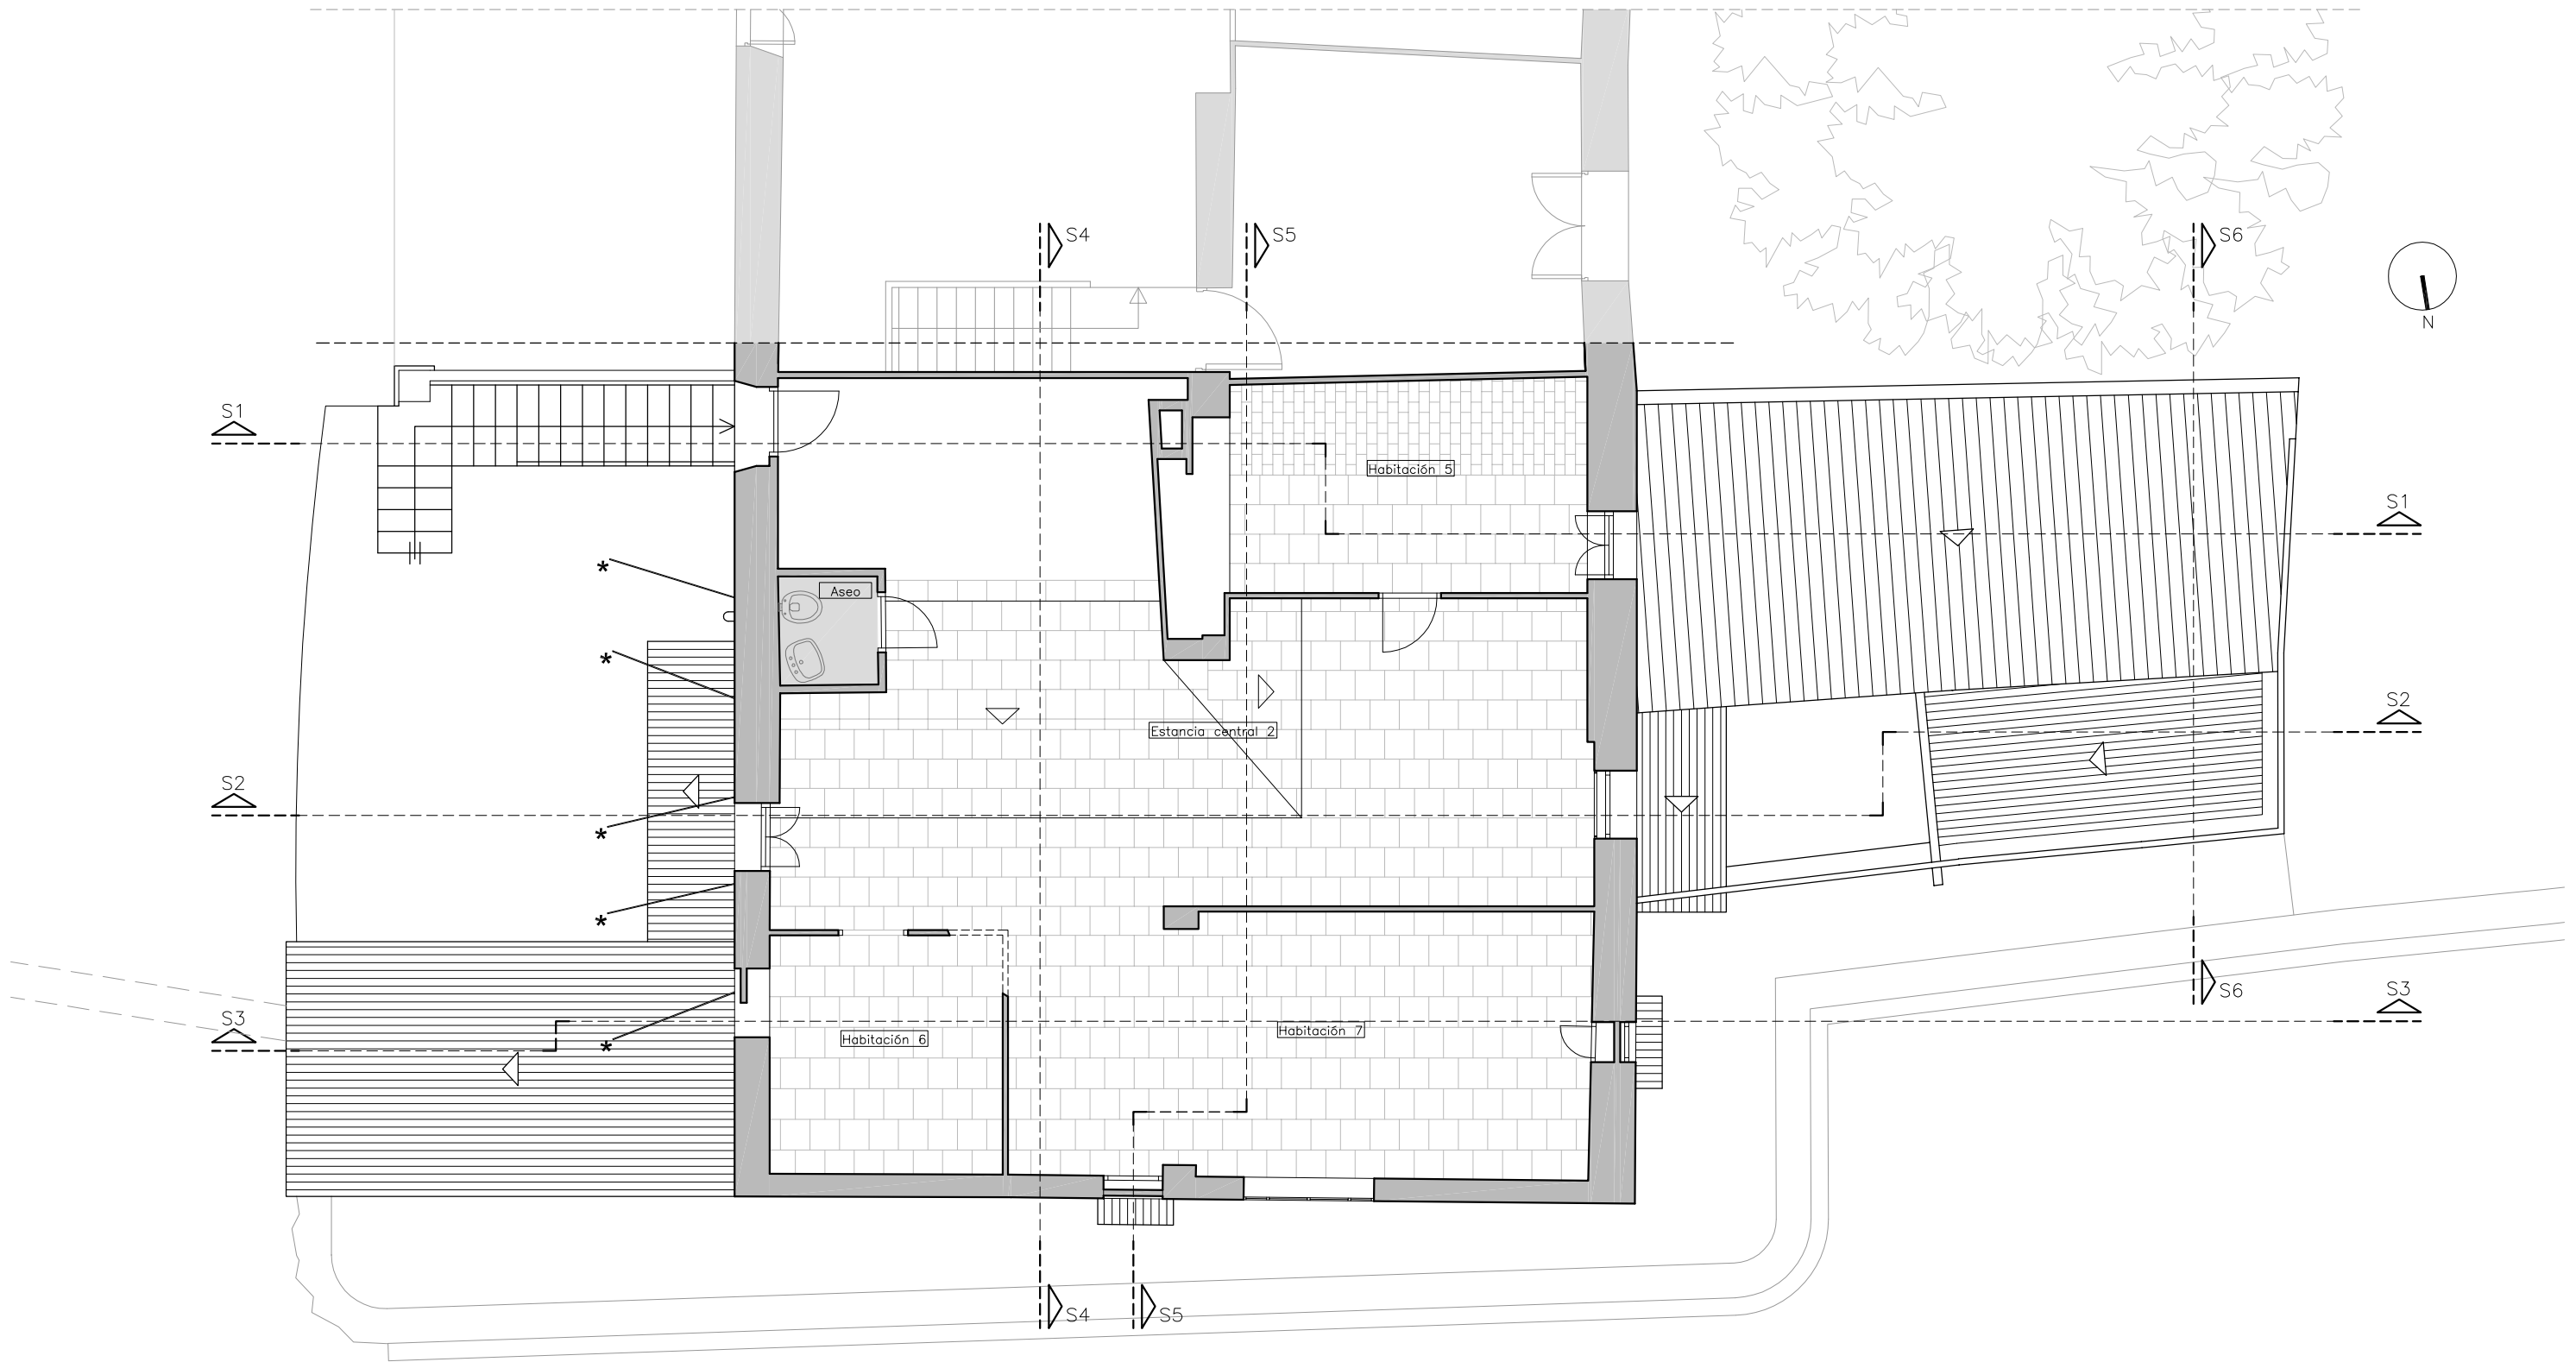 S4
S5
S6
N
S1
Habitación 5
S1
*
Aseo
*
S2
Estancia central 2
S2
*
*
S6
S3
S3
Habitación 7
Habitación 6
*
S4
S5